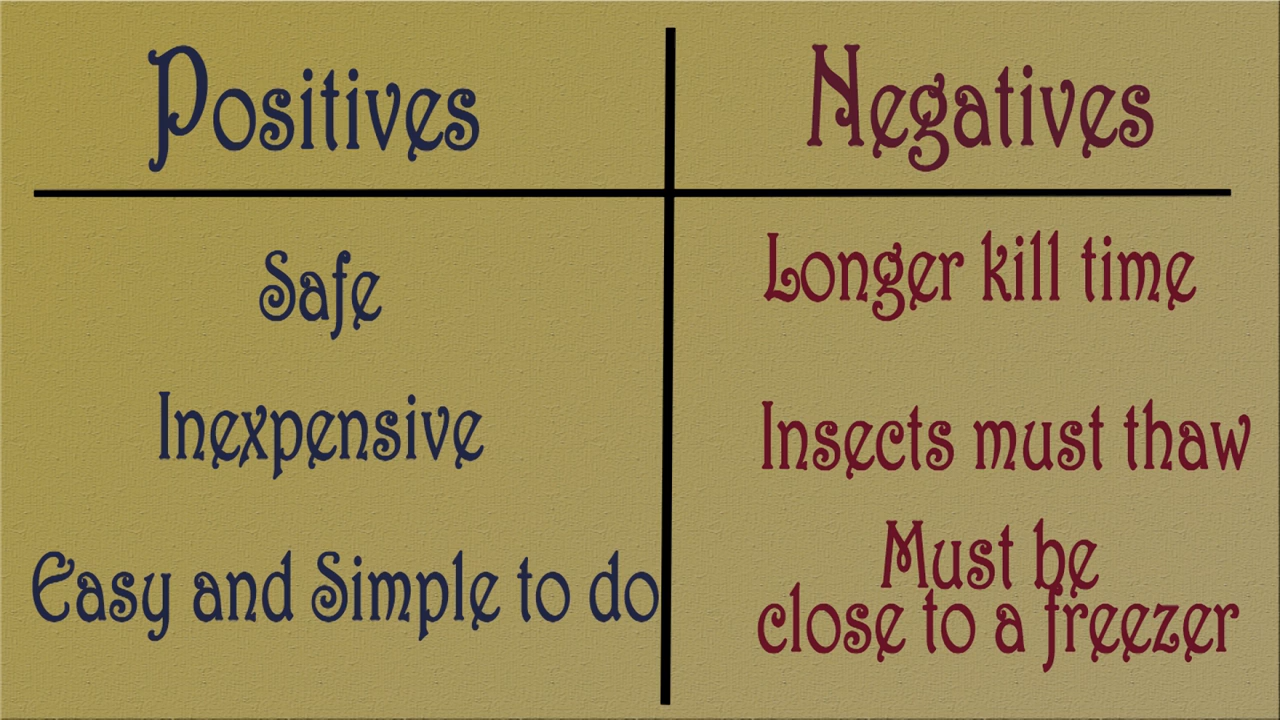 Positives
Negatives
Safe
Longer kill time
Inexpensive
Insects must thaw
Easy and Simple to do
Must be
close to a freezer